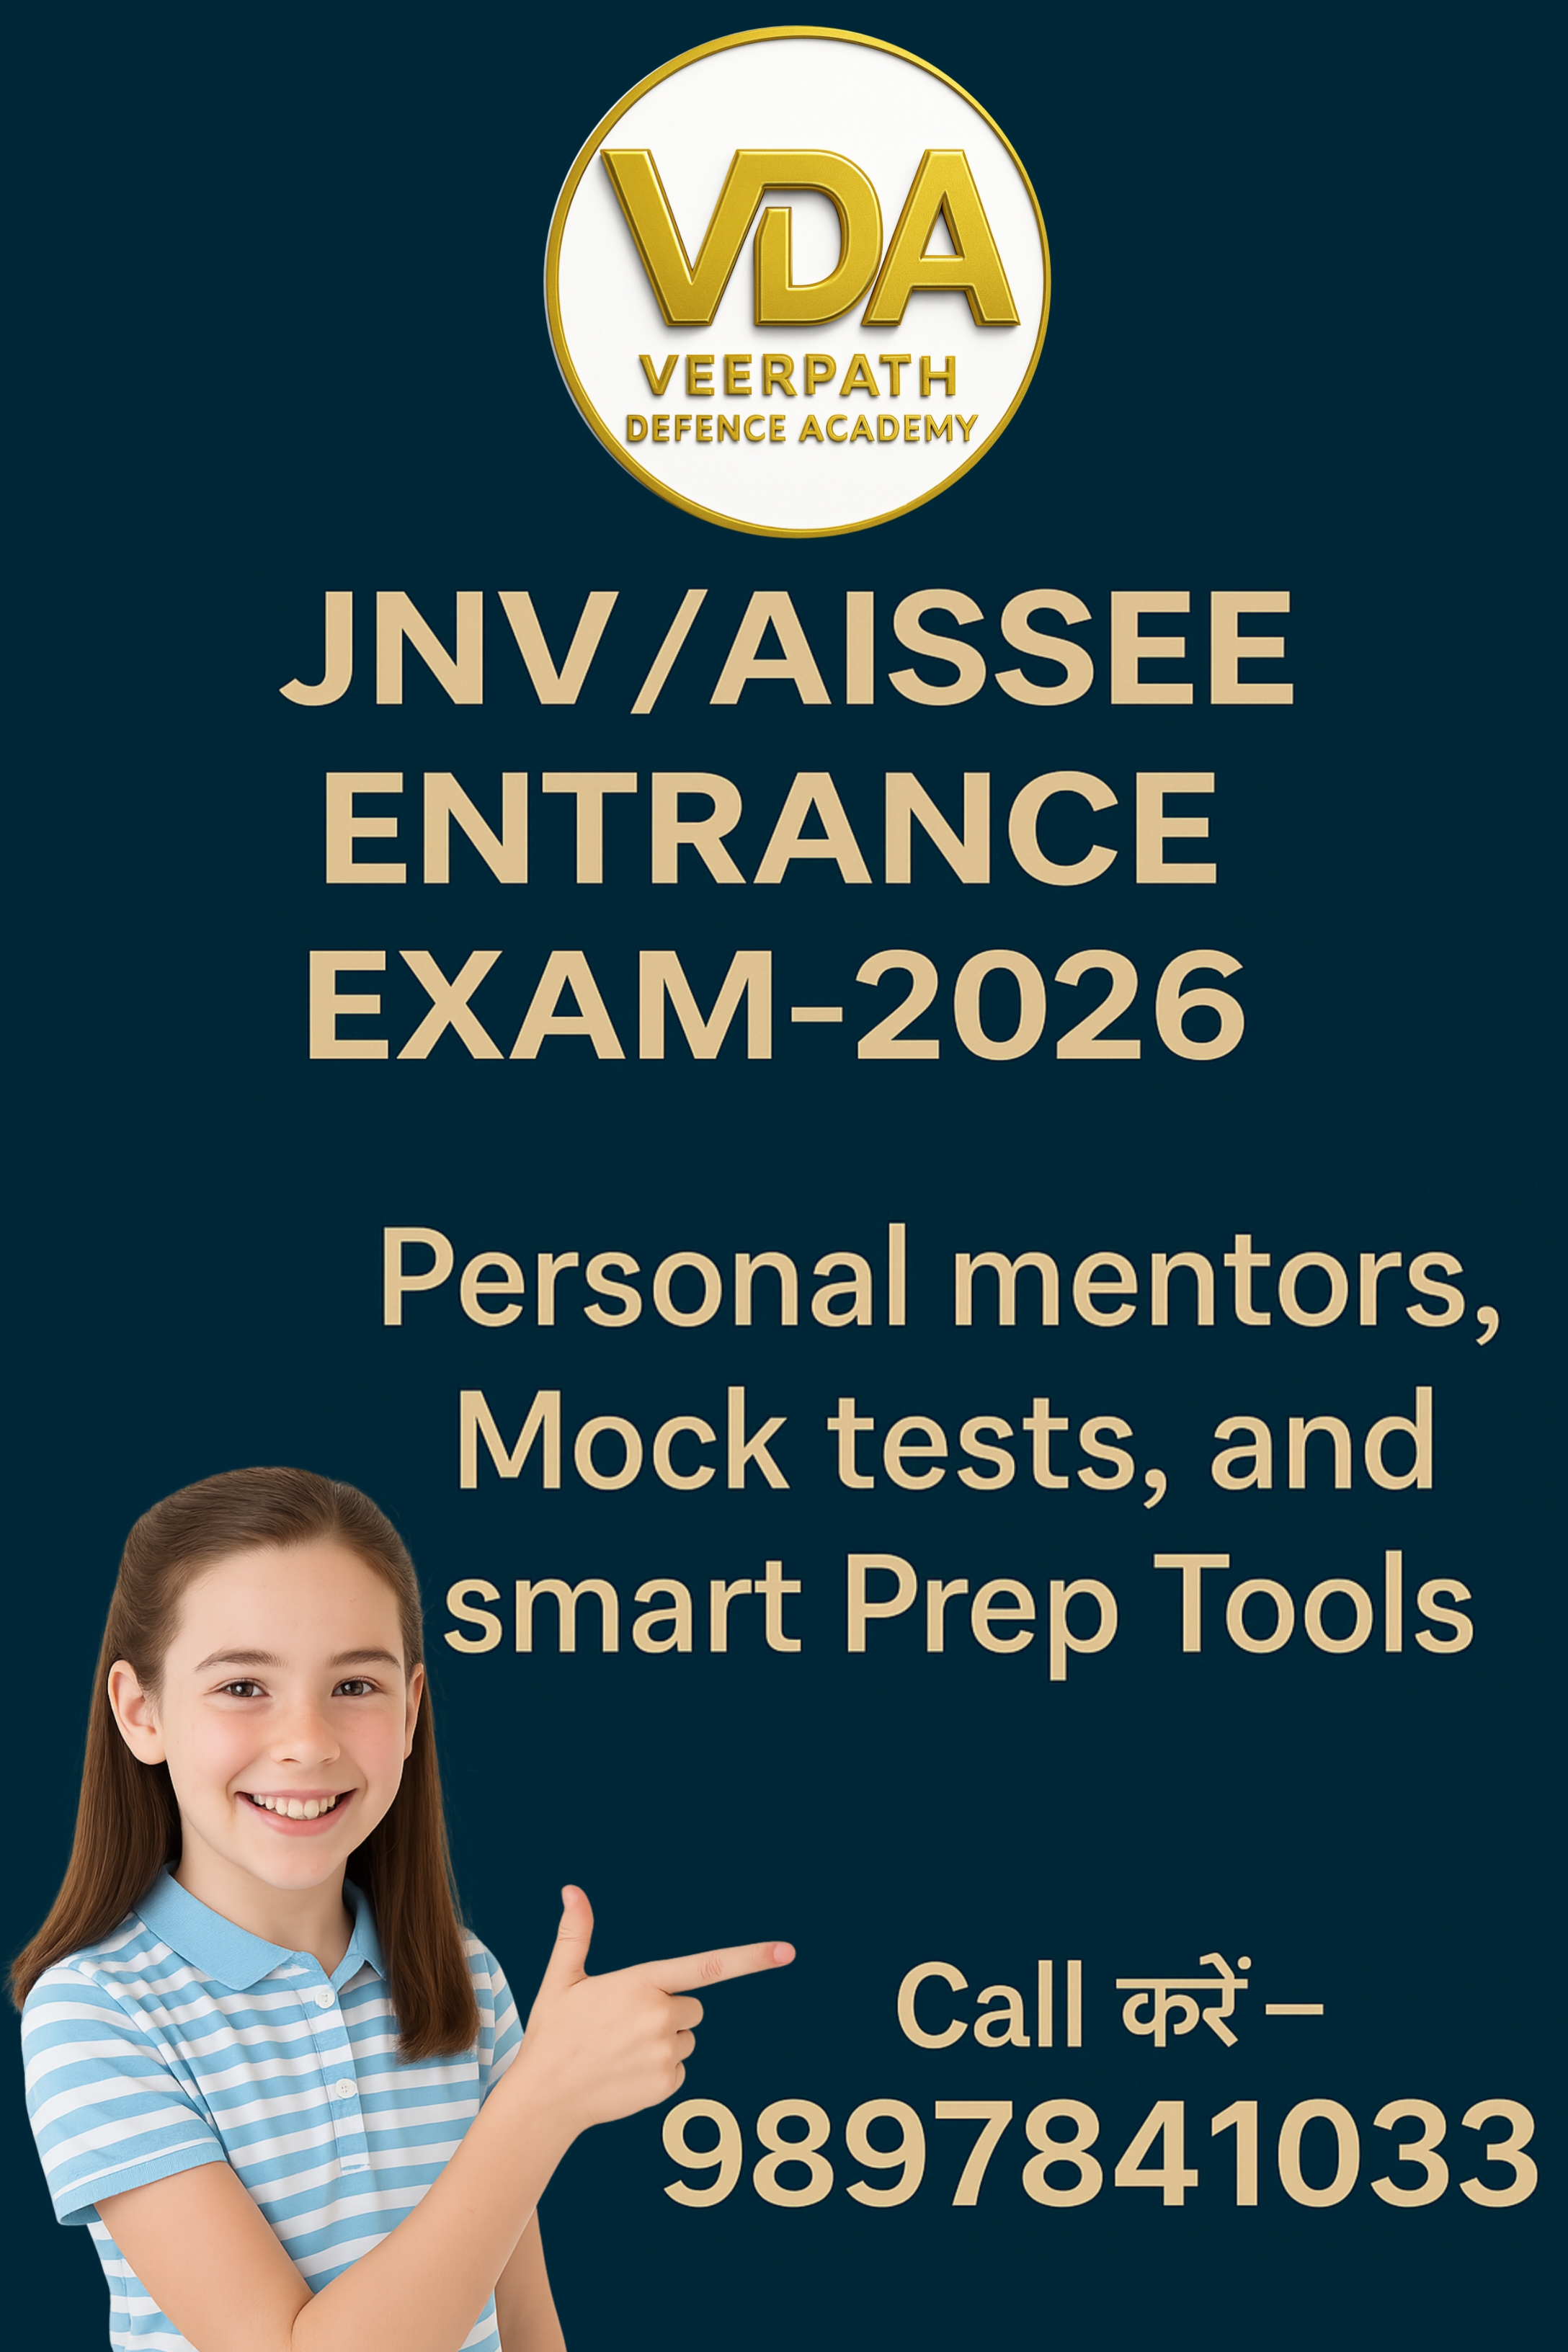 VDA
VEERPATH
DEFENCE ACADEMY
JNV/AISSEE
ENTRANCE
EXAM-2026
Personal mentors,
Mock tests, and
smart Prep Tools
Call करें –
9897841033